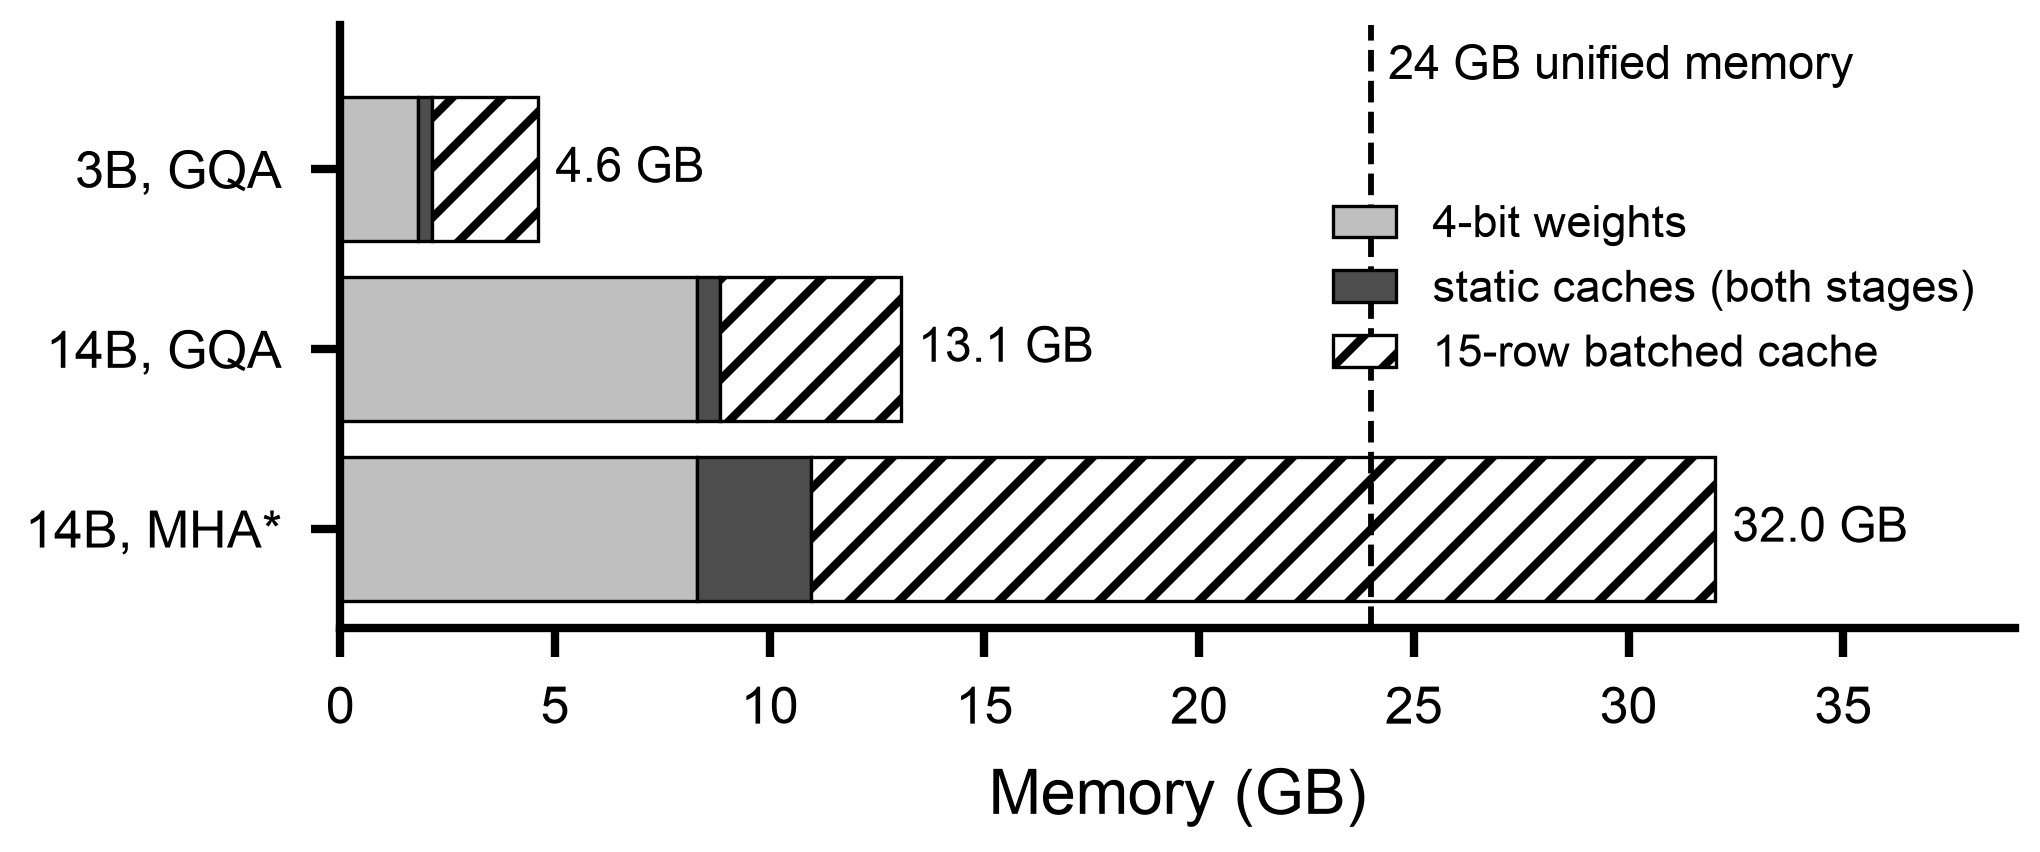 24 GB unified memory
3B, GQA
4.6 GB
4-bit weights
static caches (both stages)
15-row batched cache
14B, GQA
13.1 GB
14B, MHA*
32.0 GB
0 5 10 15 20 25 30 35
Memory (GB)